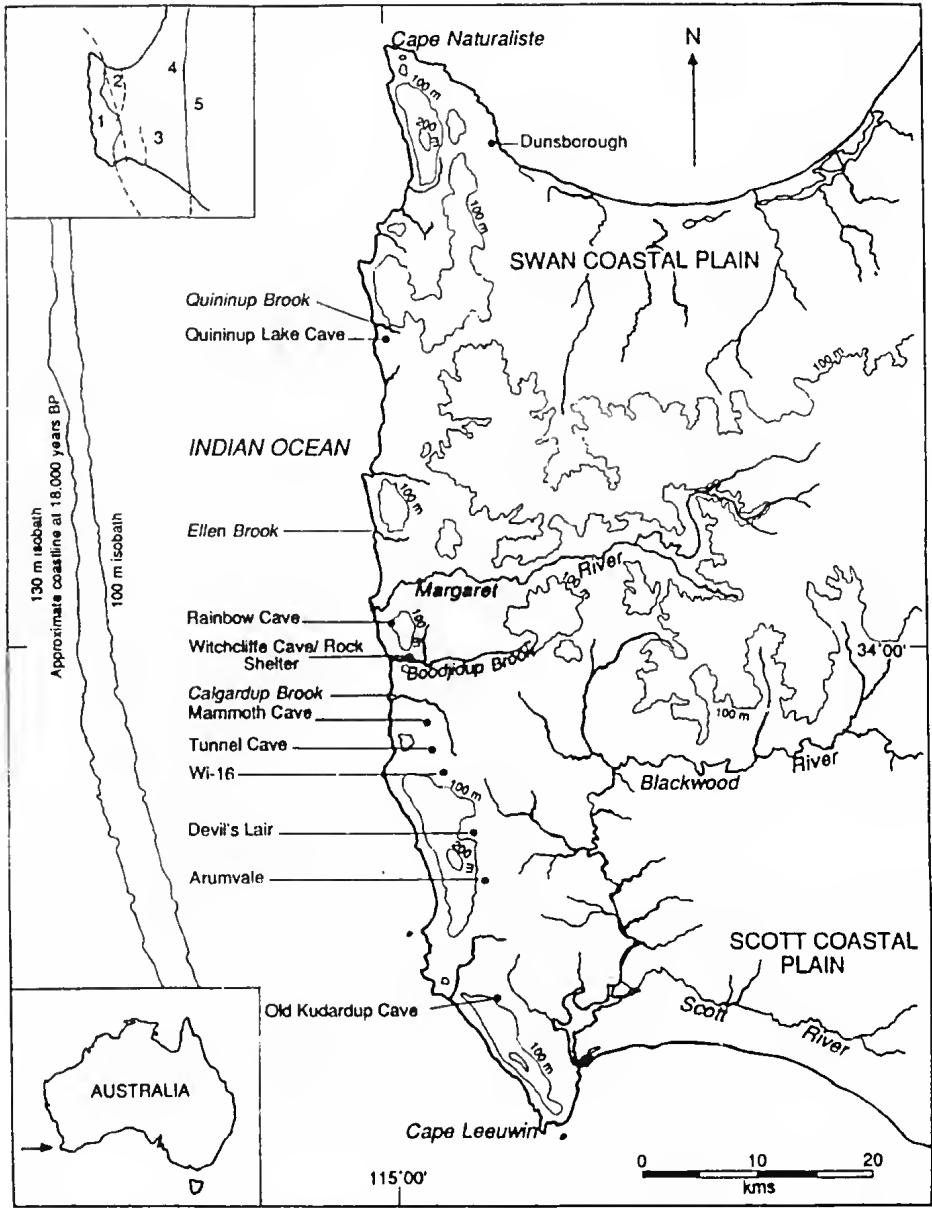 Cape Naturaliste
N
100 m
200 m
2
4
1
5
3
Dunsborough
100 m
SWAN COASTAL PLAIN
Quininup Brook
Quininup Lake Cave
100 m
INDIAN OCEAN
130 m isobath
Approximate coastline at 18,000 years BP
100 m isobath
100 m
Ellen Brook
Margaret River
100 m
Rainbow Cave
100 m
Witchcliffe Cave/ Rock
Shelter
34°00'
Boodjidup Brook
Calgardup Brook
Mammoth Cave
100 m
Tunnel Cave
Wi-16
100 m
Blackwood River
Devil's Lair
200 m
Arumvale
SCOTT COASTAL
PLAIN
Old Kudardup Cave
Scott River
100 m
AUSTRALIA
Cape Leeuwin
115°00'
0 10 20
kms